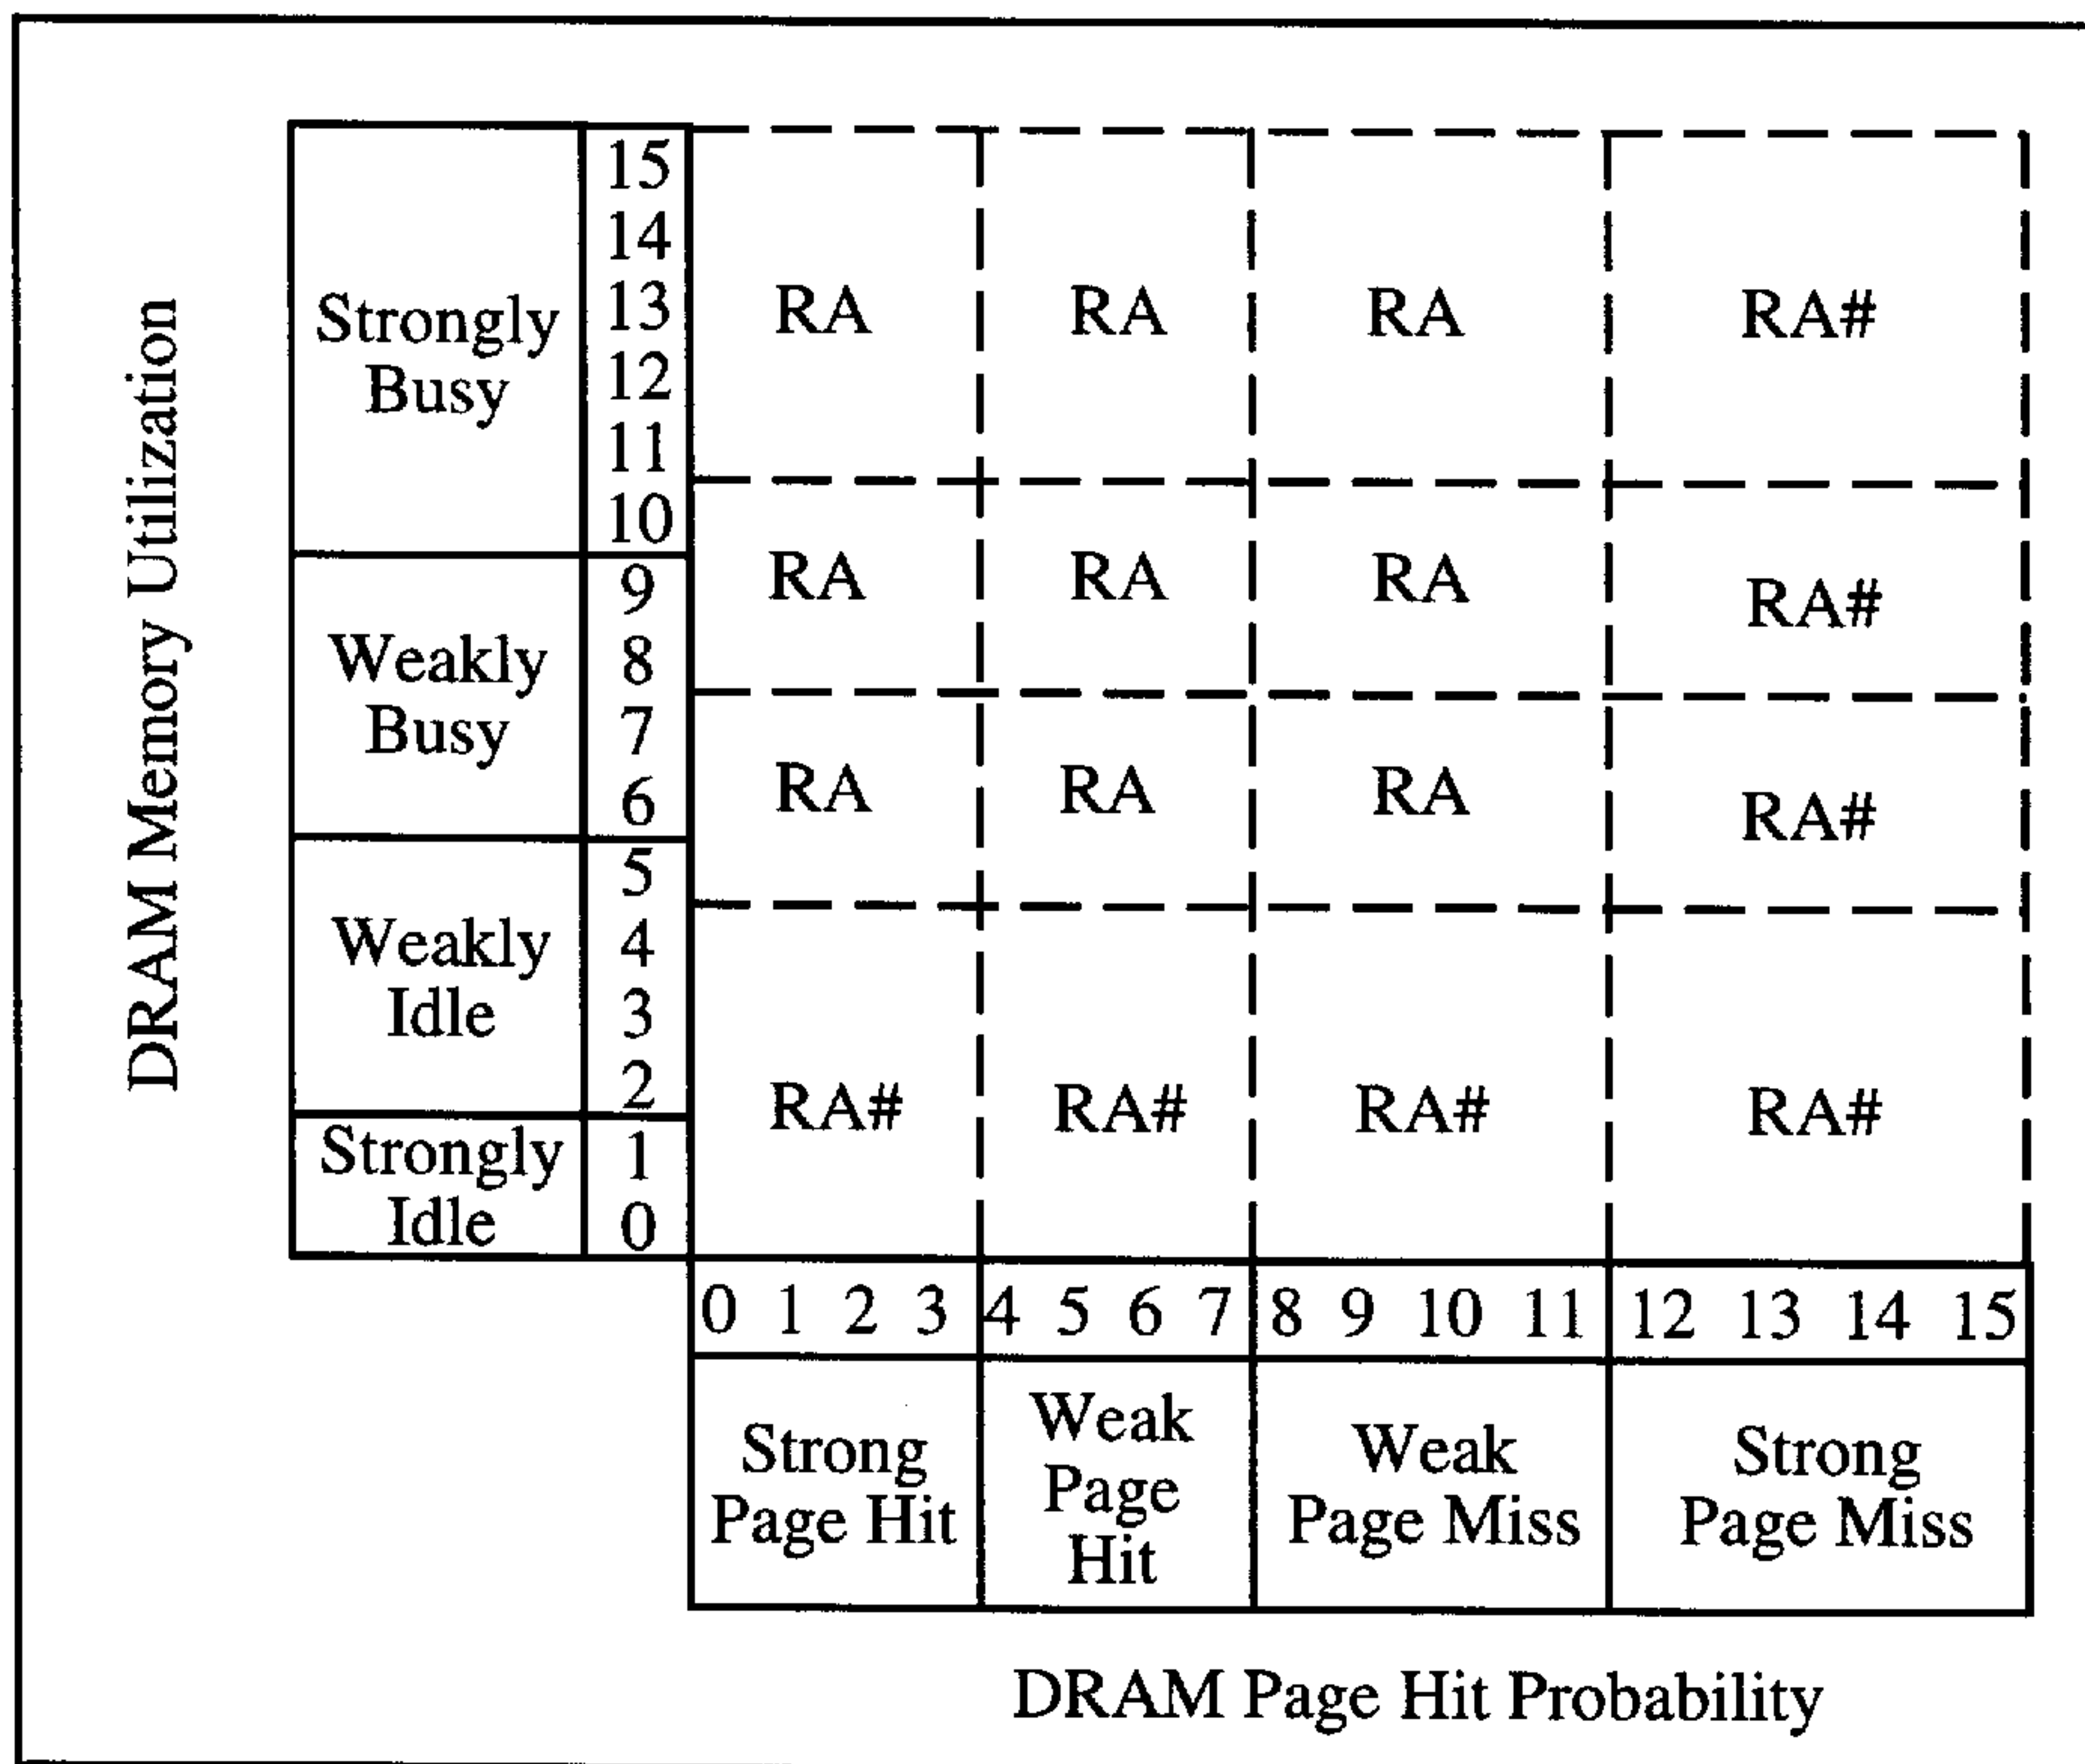 DRAM Memory Utilization
Strongly
Busy
15
14
13
12
11
10
Weakly
Busy
9
8
7
6
Weakly
Idle
5
4
3
2
Strongly
Idle
1
0
RA RA RA RA#
RA RA RA RA#
RA RA RA RA#
RA# RA# RA# RA#
0 1 2 3 4 5 6 7 8 9 10 11 12 13 14 15
Strong
Page Hit
Weak
Page
Hit
Weak
Page Miss
Strong
Page Miss
DRAM Page Hit Probability